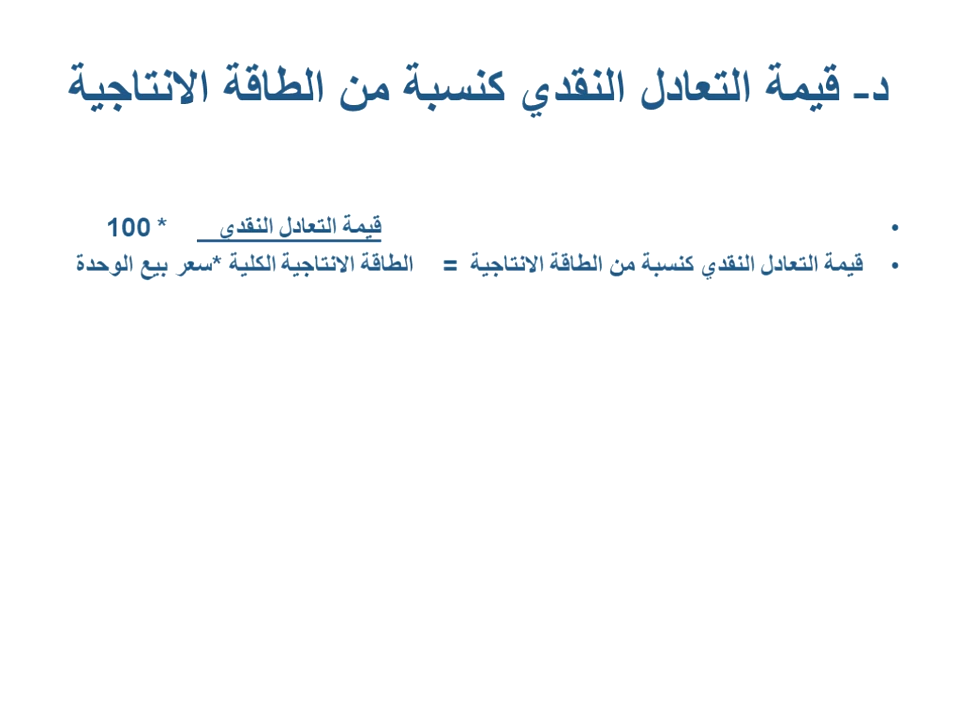 د- قيمة التعادل النقدي كنسبة من الطاقة الانتاجية
• قيمة التعادل النقدي * 100
• قيمة التعادل النقدي كنسبة من الطاقة الانتاجية = الطاقة الانتاجية الكلية *سعر بيع الوحدة